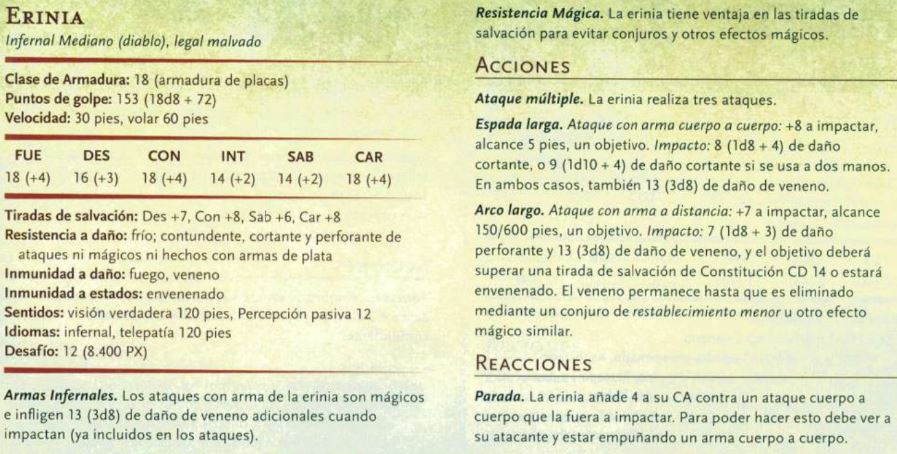 ERINIA
Infernal Mediano (diablo), legal malvado
Clase de Armadura: 18 (armadura de placas)
Puntos de golpe: 153 (18d8 + 72)
Velocidad: 30 pies, volar 60 pies
FUE DES CON INT SAB CAR
18 (+4) 16 (+3) 18 (+4) 14 (+2) 14 (+2) 18 (+4)
Tiradas de salvación: Des +7, Con +8, Sab +6, Car +8
Resistencia a daño: frío; contundente, cortante y perforante de
ataques ni mágicos ni hechos con armas de plata
Inmunidad a daño: fuego, veneno
Inmunidad a estados: envenenado
Sentidos: visión verdadera 120 pies, Percepción pasiva 12
Idiomas: infernal, telepatía 120 pies
Desafío: 12 (8.400 PX)
Armas Infernales. Los ataques con arma de la erinia son mágicos
e infligen 13 (3d8) de daño de veneno adicionales cuando
impactan (ya incluidos en los ataques).
Resistencia Mágica. La erinia tiene ventaja en las tiradas de
salvación para evitar conjuros y otros efectos mágicos.
ACCIONES
Ataque múltiple. La erinia realiza tres ataques.
Espada larga. Ataque con arma cuerpo a cuerpo: +8 a impactar,
alcance 5 pies, un objetivo. Impacto: 8 (1d8 + 4) de daño
cortante, o 9 (1d10 + 4) de daño cortante si se usa a dos manos.
En ambos casos, también 13 (3d8) de daño de veneno.
Arco largo. Ataque con arma a distancia: +7 a impactar, alcance
150/600 pies, un objetivo. Impacto: 7 (1d8 + 3) de daño
perforante y 13 (3d8) de daño de veneno, y el objetivo deberá
superar una tirada de salvación de Constitución CD 14 o estará
envenenado. El veneno permanece hasta que es eliminado
mediante un conjuro de restablecimiento menor u otro efecto
mágico similar.
REACCIONES
Parada. La erinia añade 4 a su CA contra un ataque cuerpo a
cuerpo que la fuera a impactar. Para poder hacer esto debe ver a
su atacante y estar empuñando un arma cuerpo a cuerpo.